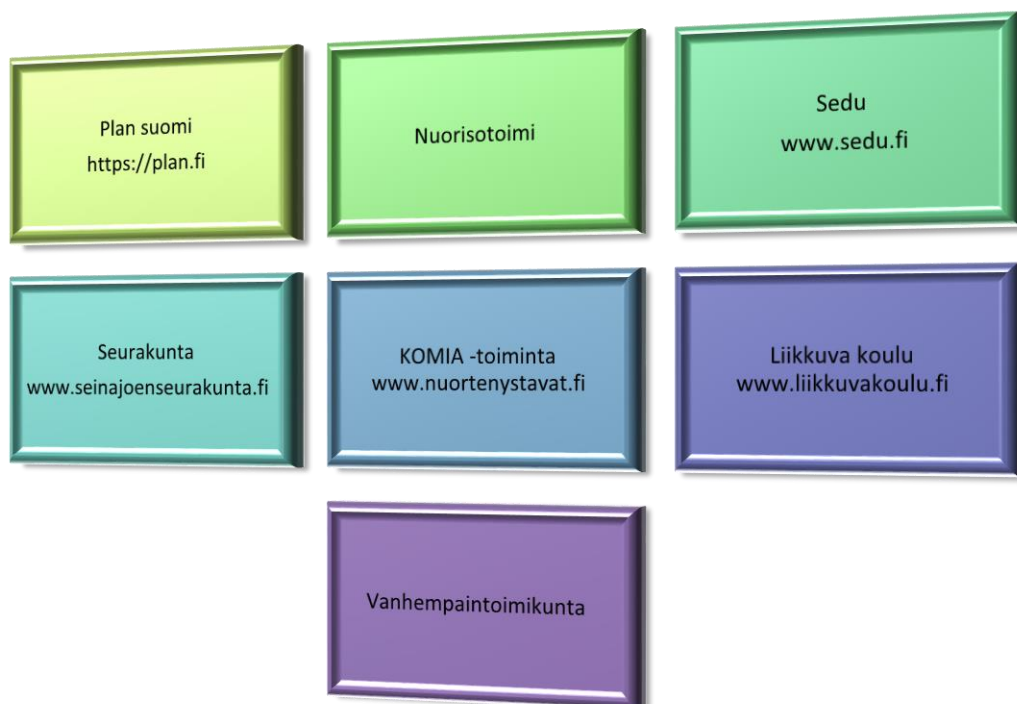 Plan suomi
https://plan.fi
Nuorisotoimi
Sedu
www.sedu.fi
Seurakunta
www.seinajoenseurakunta.fi
KOMIA -toiminta
www.nuortenystavat.fi
Liikkuva koulu
www.liikkuvakoulu.fi
Vanhempaintoimikunta